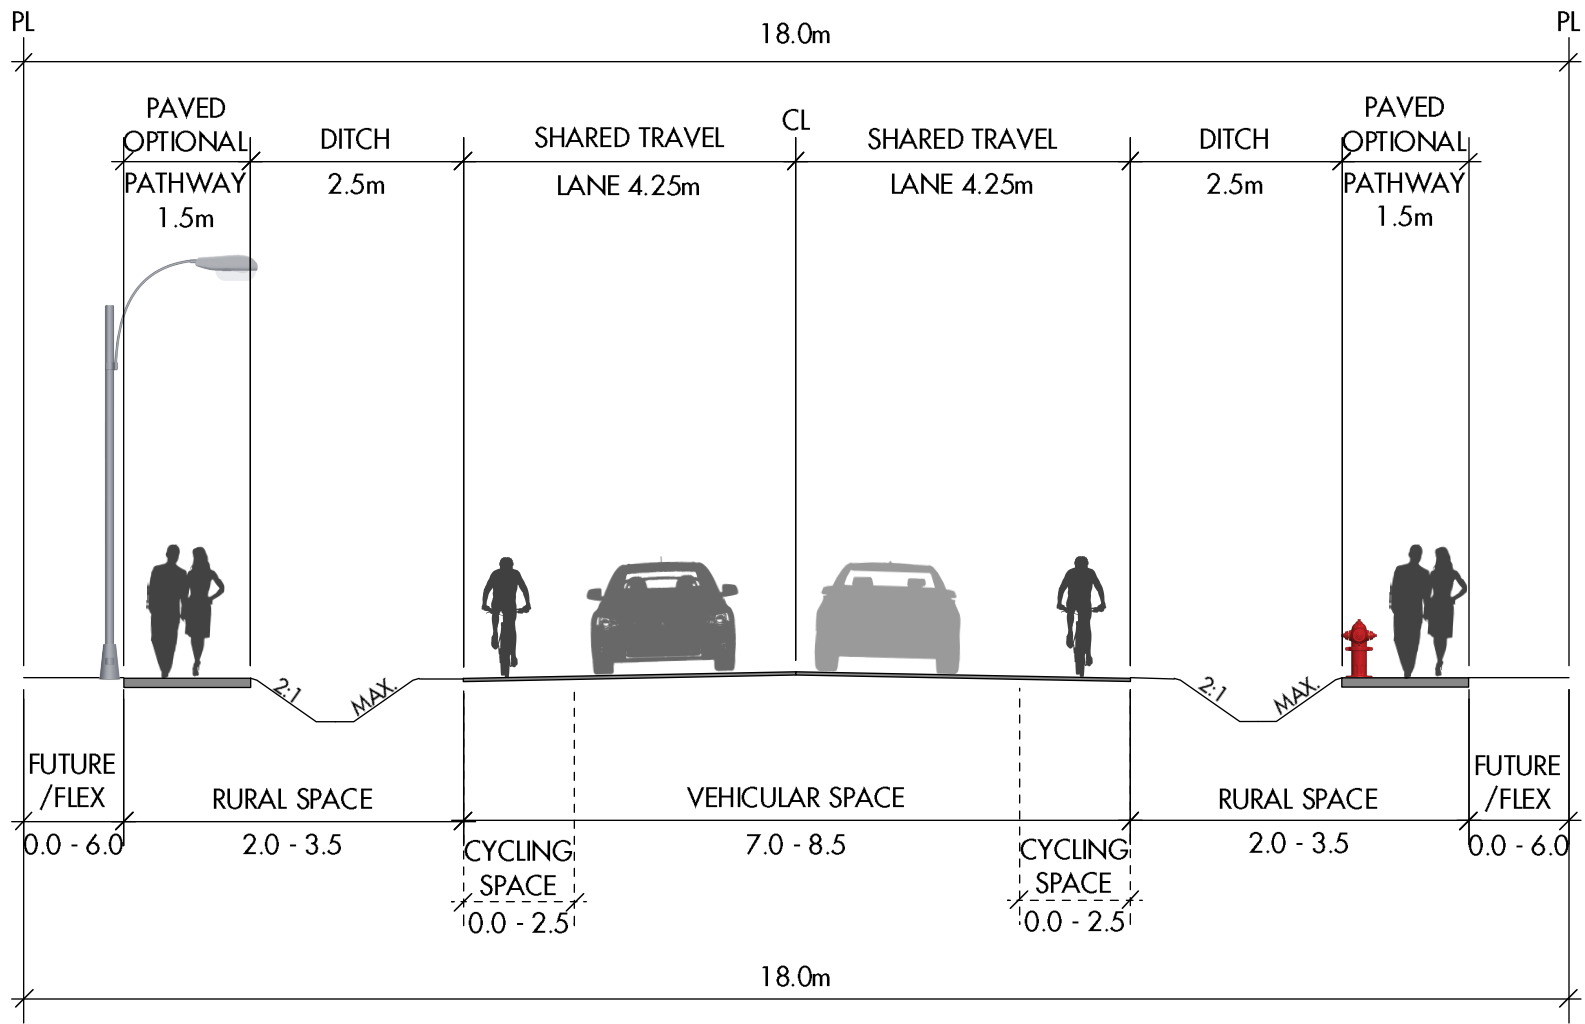 PL
18.0m
PL
PAVED
OPTIONAL
PATHWAY
1.5m
DITCH
2.5m
SHARED TRAVEL
LANE 4.25m
CL
SHARED TRAVEL
LANE 4.25m
DITCH
2.5m
PAVED
OPTIONAL
PATHWAY
1.5m
2:1
MAX.
2:1
MAX.
FUTURE
/FLEX
0.0 - 6.0
RURAL SPACE
2.0 - 3.5
CYCLING
SPACE
0.0 - 2.5
VEHICULAR SPACE
7.0 - 8.5
CYCLING
SPACE
0.0 - 2.5
RURAL SPACE
2.0 - 3.5
FUTURE
/FLEX
0.0 - 6.0
18.0m